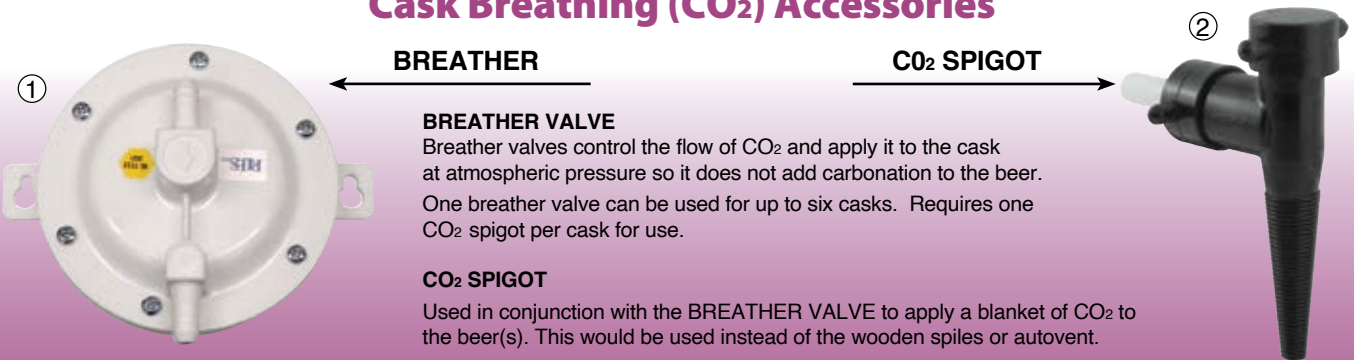 Cask Breathing (CO2) Accessories
1
BREATHER
C02 SPIGOT
2
BREATHER VALVE
Breather valves control the flow of CO2 and apply it to the cask
at atmospheric pressure so it does not add carbonation to the beer.
One breather valve can be used for up to six casks. Requires one
CO2 spigot per cask for use.
CO2 SPIGOT
Used in conjunction with the BREATHER VALVE to apply a blanket of CO2 to
the beer(s). This would be used instead of the wooden spiles or autovent.